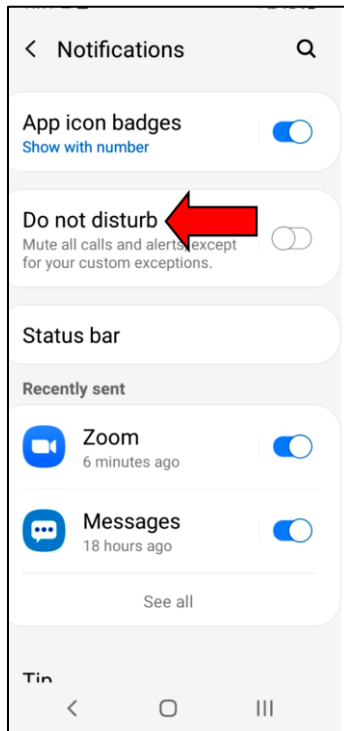 Notifications
App icon badges
Show with number
Do not disturb
Mute all calls and alerts, except
for your custom exceptions.
Status bar
Recently sent
Zoom
6 minutes ago
Messages
18 hours ago
See all
Tip